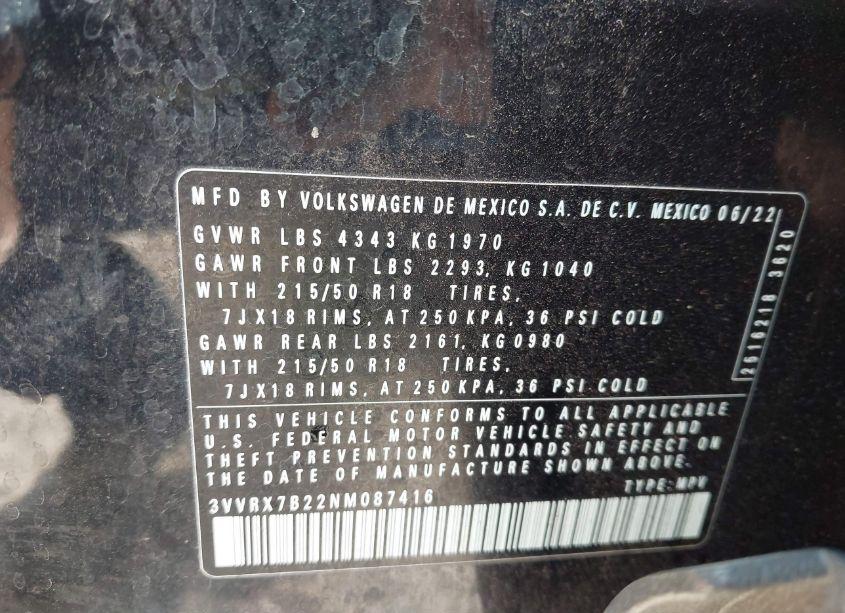 MFD BY VOLKSWAGEN DE MEXICO S.A. DE C.V. MEXICO 06/22
GVWR LBS 4343 KG 1970
GAWR FRONT LBS 2293, KG 1040
WITH 215/50 R18 TIRES,
7JX18 RIMS, AT 250 KPA, 36 PSI COLD
GAWR REAR LBS 2161, KG 0980
WITH 215/50 R18 TIRES,
7JX18 RIMS, AT 250 KPA, 36 PSI COLD
THIS VEHICLE CONFORMS TO ALL APPLICABLE
U.S. FEDERAL MOTOR VEHICLE SAFETY AND
THEFT PREVENTION STANDARDS IN EFFECT ON
THE DATE OF MANUFACTURE SHOWN ABOVE.
TYPE: MPV
3VVRX7B22NM087416
2616218 3620